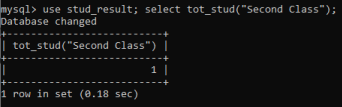 mysql> use stud_result; select tot_stud("Second Class");
Database changed
+--------------------------+
| tot_stud("Second Class") |
+--------------------------+
|                        1 |
+--------------------------+
1 row in set (0.18 sec)